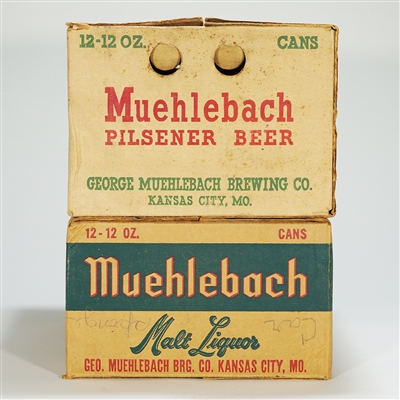 12-12 OZ. CANS
Muehlebach
PILSENER BEER
GEORGE MUEHLEBACH BREWING CO.
KANSAS CITY, MO.
12-12 OZ. CANS
Muehlebach
Malt Liquor
GEO. MUEHLEBACH BRG. CO. KANSAS CITY, MO.